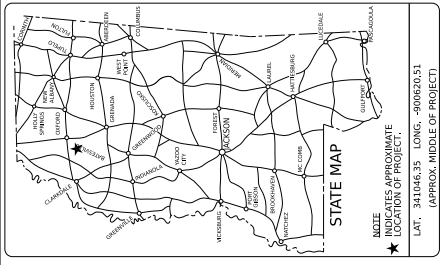 CORINTH
FULTON
TUPELO
ABERDEEN
COLUMBUS
WEST
POINT
NEW
ALBANY
HOUSTON
HOLLY
SPRINGS
OXFORD
GRENADA
KOSCIUSKO
BATESVILLE
GREENWOOD
CLARKSDALE
INDIANOLA
YAZOO
CITY
GREENVILLE
MERIDIAN
LAUREL
HATTIESBURG
LUCEDALE
PASCAGOULA
GULFPORT
FOREST
JACKSON
VICKSBURG
PORT
GIBSON
BROOKHAVEN
MC COMB
NATCHEZ
STATE MAP
NOTE
INDICATES APPROXIMATE
LOCATION OF PROJECT.
LAT. 341046.35 LONG. -900620.51
(APPROX. MIDDLE OF PROJECT)